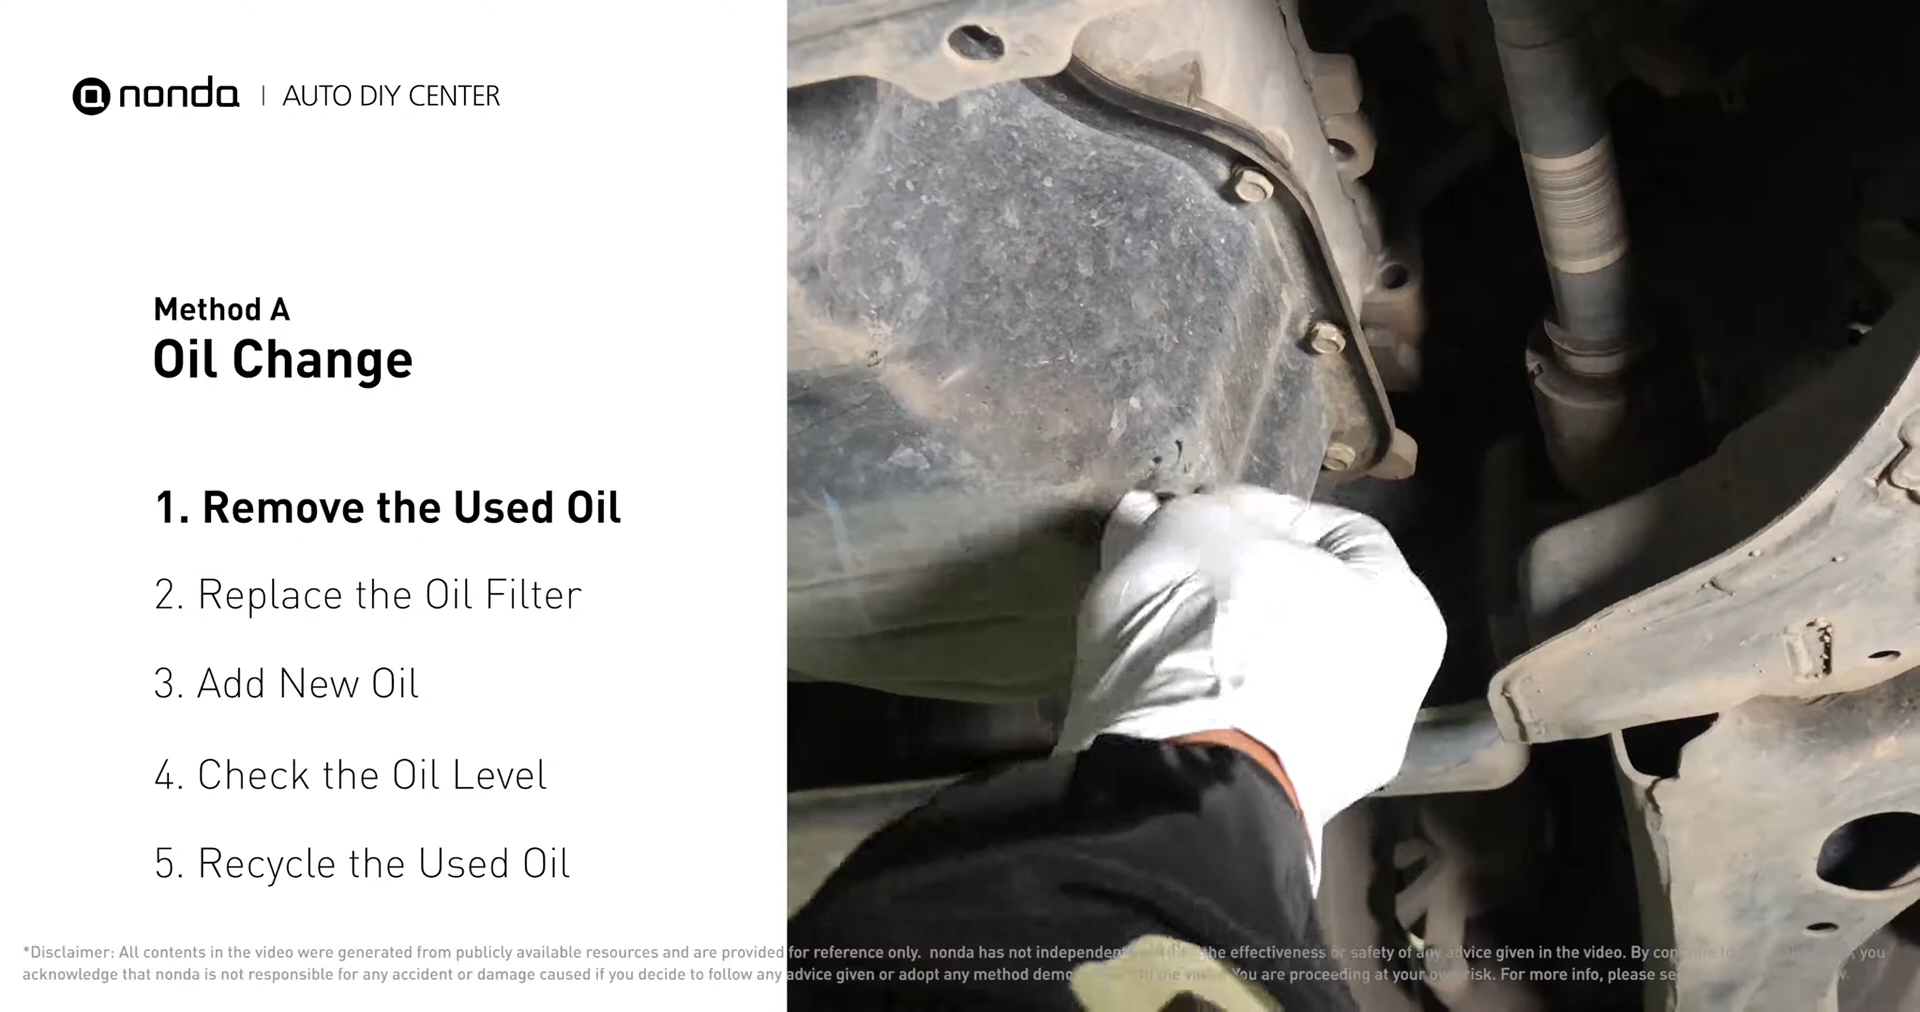 nonda | AUTO DIY CENTER
Method A
Oil Change
1. Remove the Used Oil
2. Replace the Oil Filter
3. Add New Oil
4. Check the Oil Level
5. Recycle the Used Oil
*Disclaimer: All contents in the video were generated from publicly available resources and are provided for reference only. nonda has not the effectiveness or safety of any advice given in the video. By you
acknowledge that nonda is not responsible for any accident or damage caused if you decide to follow any advice given or adopt any method You are proceeding at your own risk. For more info, please